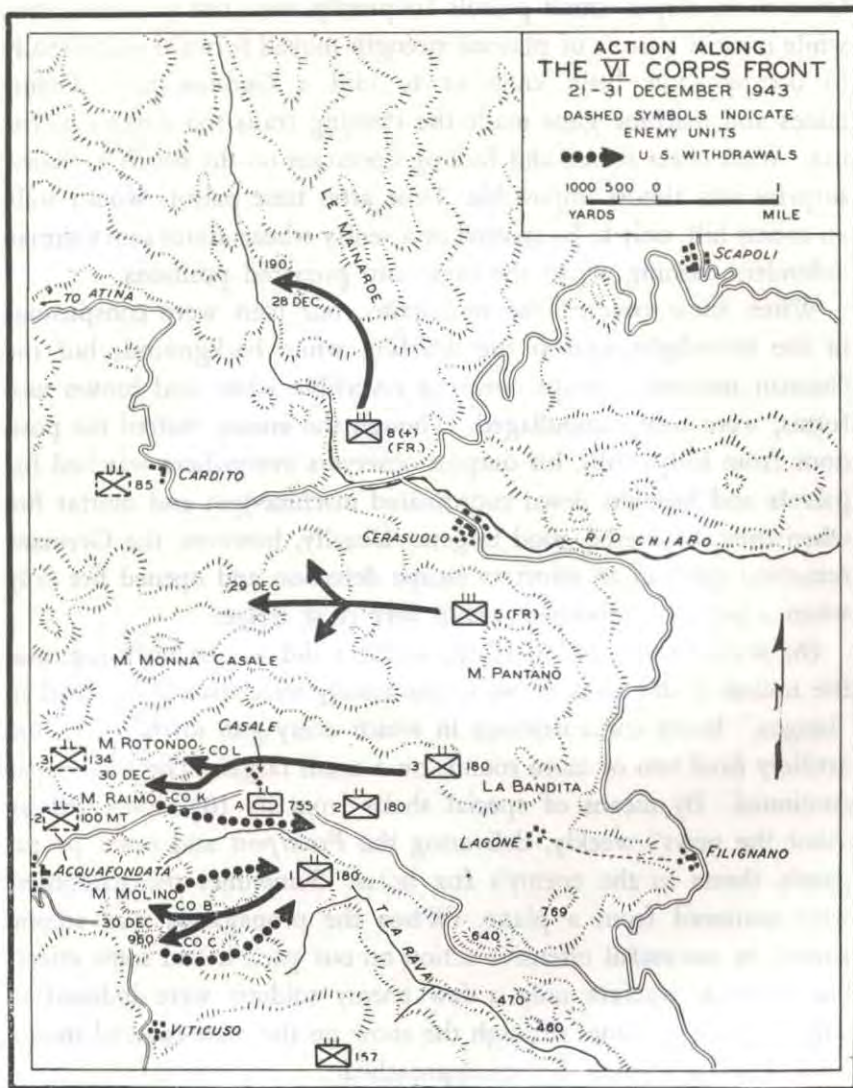 ACTION ALONG
THE VI CORPS FRONT
21-31 DECEMBER 1943
DASHED SYMBOLS INDICATE
ENEMY UNITS
U.S. WITHDRAWALS
1000 500 1
YARDS MILE
SCAPOLI
LE MINARDE
1190
28 DEC
TO ATINA
8 (+)
(FR)
185
CARDITO
CERASUOLO
RIO CHIARO
29 DEC
5 (FR)
M. MONNA CASALE
M. PANTANO
CASALE
M. ROTONDO
CO L
3 134
30 DEC
3 180
LA BANDITA
M. RAIMO
CO K
A 755
2 180
2 100 MT
LAGONE
FILIGNANO
ACQUAFONDATA
M. MOLINO
1 180
CO B
30 DEC
950
CO C
769
640
470
460
VITICUSO
157